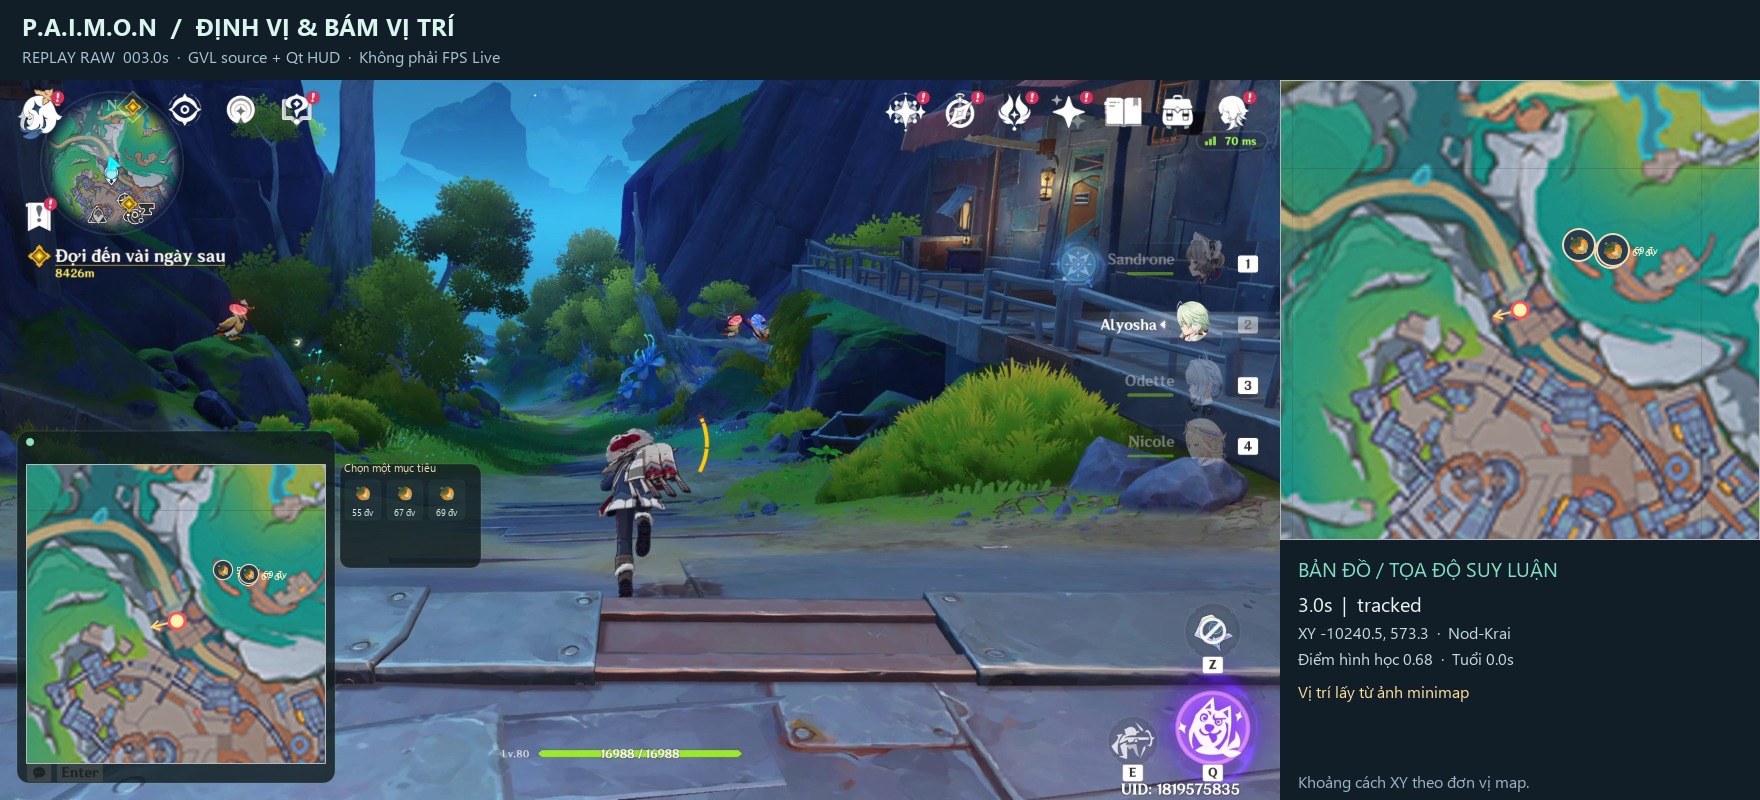 P.A.I.M.O.N / ĐỊNH VỊ & BÁM VỊ TRÍ
REPLAY RAW 003.0s · GVL source + Qt HUD · Không phải FPS Live
N
70 ms
Đợi đến vài ngày sau
8426m
Sandrone 1
Alyosha 2
Odette 3
Nicole 4
Chọn một mục tiêu
55 đv 67 đv 69 đv
Z
Lv.80 16988 / 16988
E Q
Enter
UID: 1819575835
BẢN ĐỒ / TỌA ĐỘ SUY LUẬN
3.0s | tracked
XY -10240.5, 573.3 · Nod-Krai
Điểm hình học 0.68 · Tuổi 0.0s
Vị trí lấy từ ảnh minimap
Khoảng cách XY theo đơn vị map.